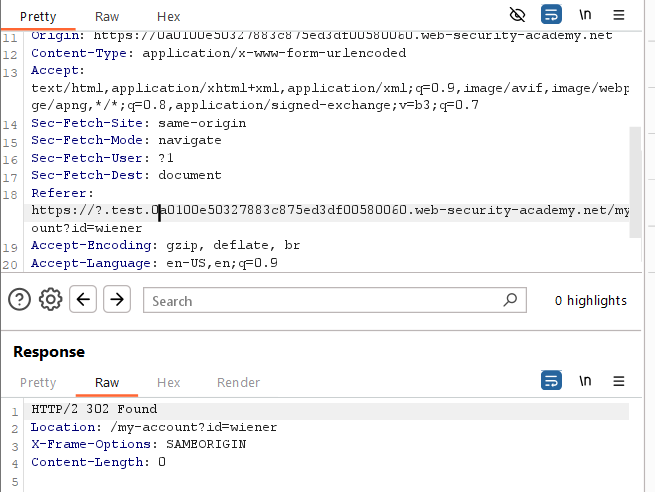 Pretty Raw Hex \n
11 Origin: https://0a0100e50327883c875ed3df00580060.web-security-academy.net
12 Content-Type: application/x-www-form-urlencoded
13 Accept:
text/html,application/xhtml+xml,application/xml;q=0.9,image/avif,image/webp
ge/apng,*/*;q=0.8,application/signed-exchange;v=b3;q=0.7
14 Sec-Fetch-Site: same-origin
15 Sec-Fetch-Mode: navigate
16 Sec-Fetch-User: ?1
17 Sec-Fetch-Dest: document
18 Referer:
https://?.test.0a0100e50327883c875ed3df00580060.web-security-academy.net/my
ount?id=wiener
19 Accept-Encoding: gzip, deflate, br
20 Accept-Language: en-US,en;q=0.9
Search 0 highlights
Response
Pretty Raw Hex Render \n
1 HTTP/2 302 Found
2 Location: /my-account?id=wiener
3 X-Frame-Options: SAMEORIGIN
4 Content-Length: 0
5